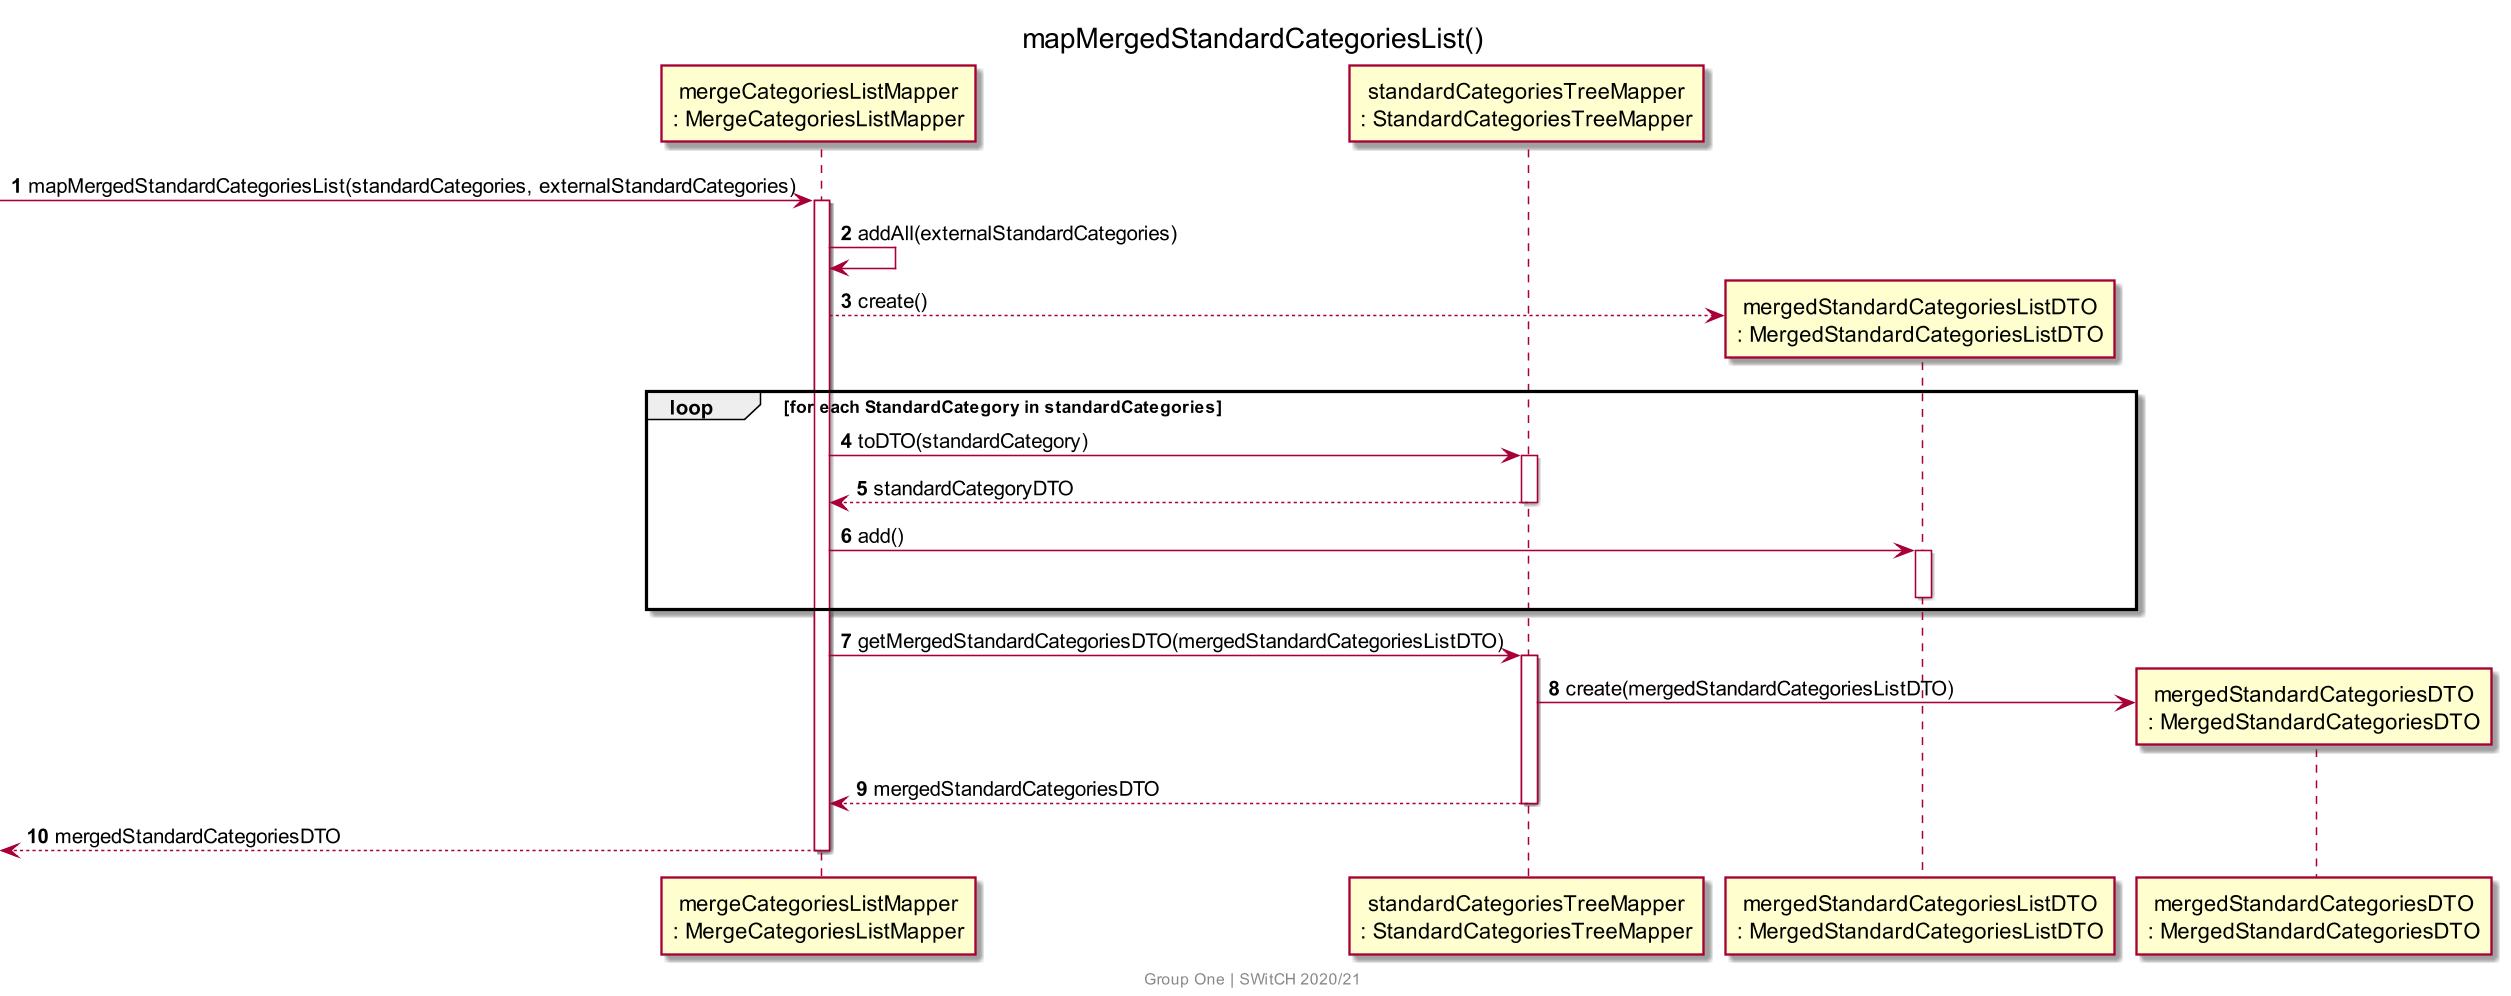 mapMergedStandardCategoriesList()
mergeCategoriesListMapper
: MergeCategoriesListMapper
standardCategoriesTreeMapper
: StandardCategoriesTreeMapper
1 mapMergedStandardCategoriesList(standardCategories, externalStandardCategories)
2 addAll(externalStandardCategories)
3 create()
mergedStandardCategoriesListDTO
: MergedStandardCategoriesListDTO
loop [for each StandardCategory in standardCategories]
4 toDTO(standardCategory)
5 standardCategoryDTO
6 add()
7 getMergedStandardCategoriesDTO(mergedStandardCategoriesListDTO)
8 create(mergedStandardCategoriesListDTO)
mergedStandardCategoriesDTO
: MergedStandardCategoriesDTO
9 mergedStandardCategoriesDTO
10 mergedStandardCategoriesDTO
mergeCategoriesListMapper
: MergeCategoriesListMapper
standardCategoriesTreeMapper
: StandardCategoriesTreeMapper
mergedStandardCategoriesListDTO
: MergedStandardCategoriesListDTO
mergedStandardCategoriesDTO
: MergedStandardCategoriesDTO
Group One | SWitCH 2020/21